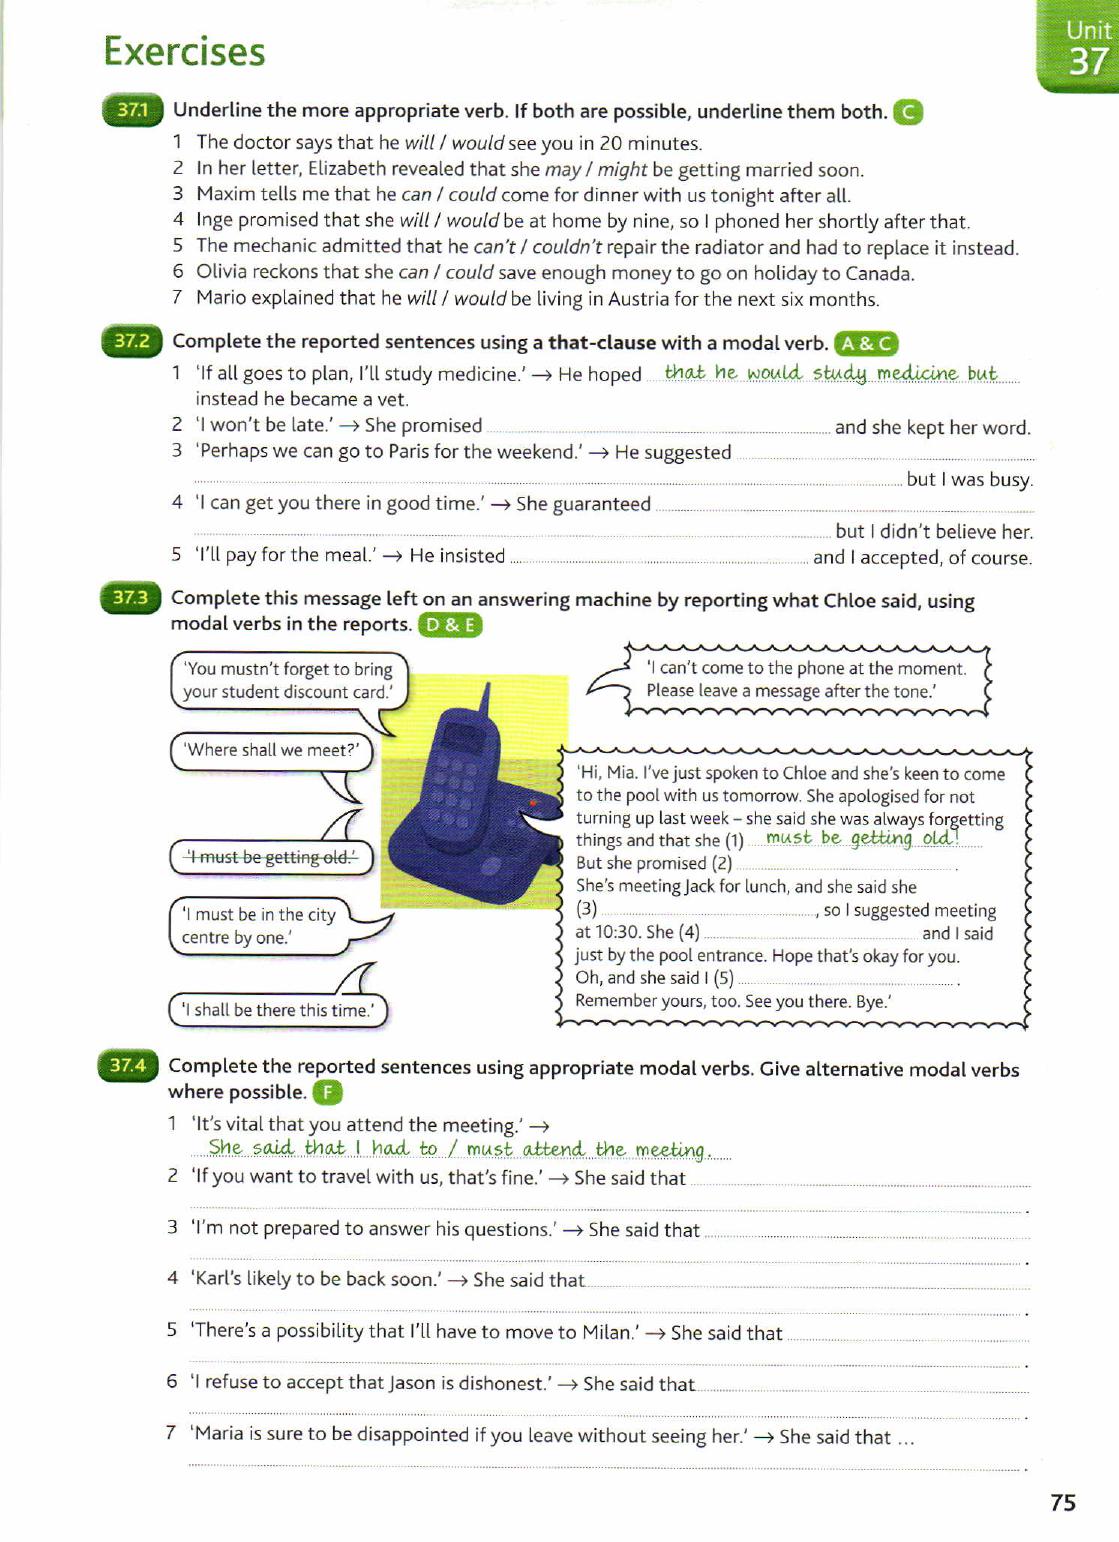 Exercises
Unit
37
37.1 Underline the more appropriate verb. If both are possible, underline them both. C
1 The doctor says that he will / would see you in 20 minutes.
2 In her letter, Elizabeth revealed that she may / might be getting married soon.
3 Maxim tells me that he can / could come for dinner with us tonight after all.
4 Inge promised that she will / would be at home by nine, so I phoned her shortly after that.
5 The mechanic admitted that he can't / couldn't repair the radiator and had to replace it instead.
6 Olivia reckons that she can / could save enough money to go on holiday to Canada.
7 Mario explained that he will / would be living in Austria for the next six months.
37.2 Complete the reported sentences using a that-clause with a modal verb. A & C
1 'If all goes to plan, I'll study medicine.' → He hoped that he would study medicine but
instead he became a vet.
2 'I won't be late.' → She promised ........ and she kept her word.
3 'Perhaps we can go to Paris for the weekend.' → He suggested ........
........ but I was busy.
4 'I can get you there in good time.' → She guaranteed ........
........ but I didn't believe her.
5 'I'll pay for the meal.' → He insisted ........ and I accepted, of course.
37.3 Complete this message left on an answering machine by reporting what Chloe said, using
modal verbs in the reports. D & E
'You mustn't forget to bring
your student discount card.'
'Where shall we meet?'
'I must be getting old.'
'I must be in the city
centre by one.'
'I shall be there this time.'
'I can't come to the phone at the moment.
Please leave a message after the tone.'
'Hi, Mia. I've just spoken to Chloe and she's keen to come
to the pool with us tomorrow. She apologised for not
turning up last week – she said she was always forgetting
things and that she (1) must be getting old!
But she promised (2) ........ .
She's meeting Jack for lunch, and she said she
(3) ........ , so I suggested meeting
at 10:30. She (4) ........ and I said
just by the pool entrance. Hope that's okay for you.
Oh, and she said I (5) ........ .
Remember yours, too. See you there. Bye.'
37.4 Complete the reported sentences using appropriate modal verbs. Give alternative modal verbs
where possible. F
1 'It's vital that you attend the meeting.' →
She said that I had to / must attend the meeting.
2 'If you want to travel with us, that's fine.' → She said that ........
........ .
3 'I'm not prepared to answer his questions.' → She said that ........
........ .
4 'Karl's likely to be back soon.' → She said that ........
........ .
5 'There's a possibility that I'll have to move to Milan.' → She said that ........
........ .
6 'I refuse to accept that Jason is dishonest.' → She said that ........
........ .
7 'Maria is sure to be disappointed if you leave without seeing her.' → She said that ...
........ .
75